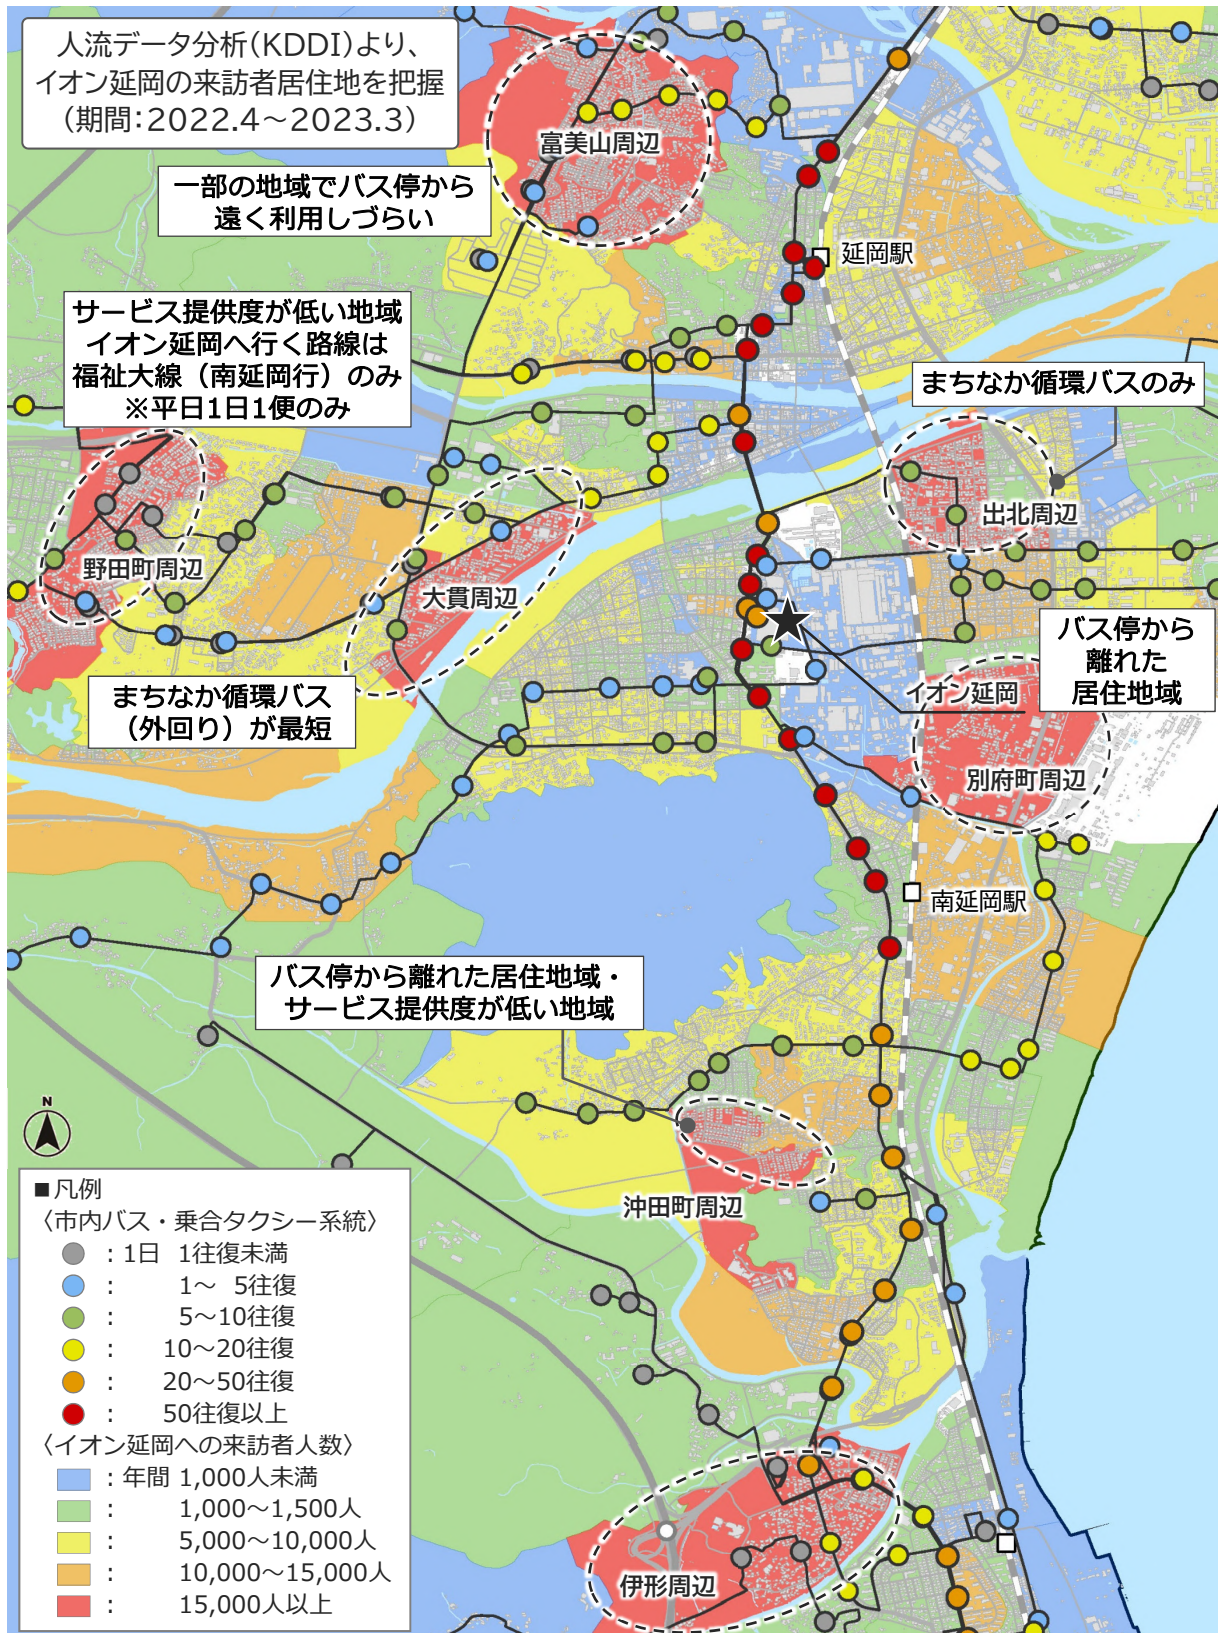 人流データ分析(KDDI)より、
イオン延岡の来訪者居住地を把握
(期間:2022.4～2023.3)
富美山周辺
一部の地域でバス停から
遠く利用しづらい
延岡駅
サービス提供度が低い地域
イオン延岡へ行く路線は
福祉大線（南延岡行）のみ
※平日1日1便のみ
まちなか循環バスのみ
出北周辺
野田町周辺
大貫周辺
バス停から
離れた
居住地域
まちなか循環バス
（外回り）が最短
イオン延岡
別府町周辺
南延岡駅
バス停から離れた居住地域・
サービス提供度が低い地域
N
沖田町周辺
■凡例
〈市内バス・乗合タクシー系統〉
：1日 1往復未満
： 1～ 5往復
： 5～10往復
： 10～20往復
： 20～50往復
： 50往復以上
〈イオン延岡への来訪者人数〉
：年間 1,000人未満
： 1,000～1,500人
： 5,000～10,000人
： 10,000～15,000人
： 15,000人以上
伊形周辺